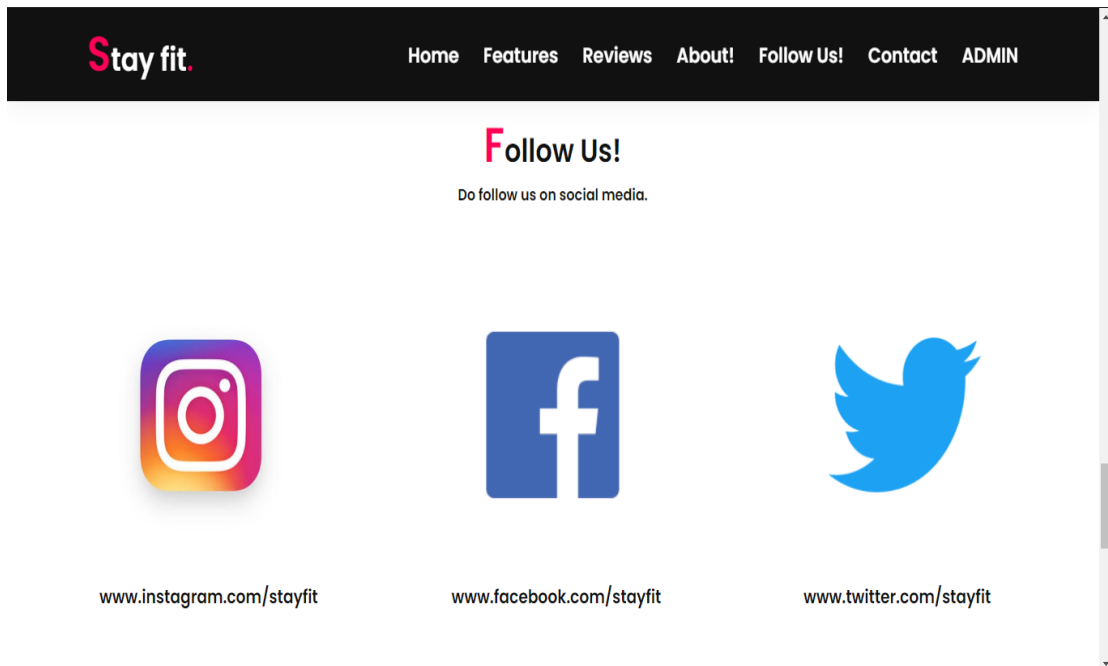 Stay fit.
Home Features Reviews About! Follow Us! Contact ADMIN
Follow Us!
Do follow us on social media.
www.instagram.com/stayfit www.facebook.com/stayfit www.twitter.com/stayfit